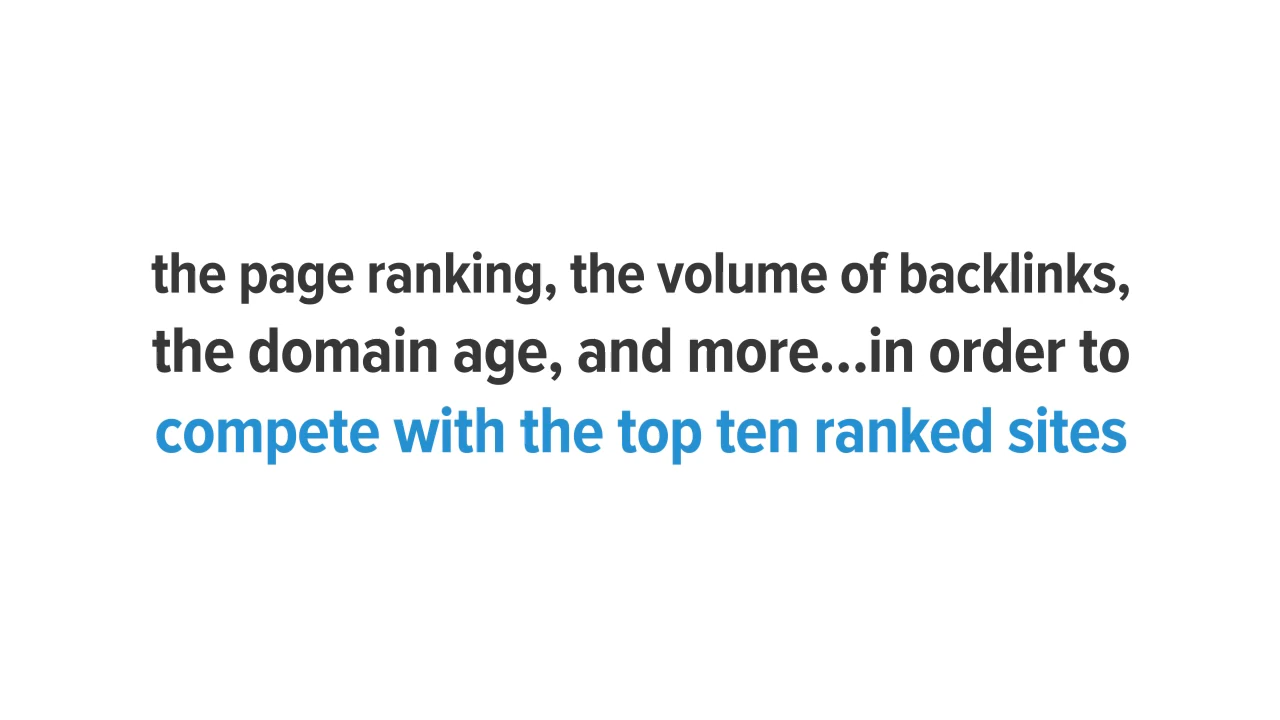 the page ranking, the volume of backlinks,
the domain age, and more...in order to
compete with the top ten ranked sites